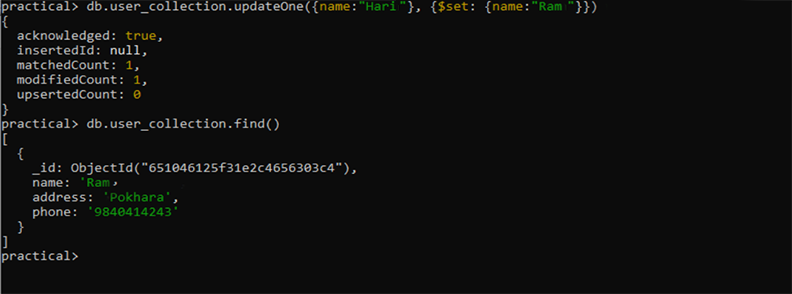 practical> db.user_collection.updateOne({name:"Hari"}, {$set: {name:"Ram "}})
{
  acknowledged: true,
  insertedId: null,
  matchedCount: 1,
  modifiedCount: 1,
  upsertedCount: 0
}
practical> db.user_collection.find()
[
  {
    _id: ObjectId("651046125f31e2c4656303c4"),
    name: 'Ram,
    address: 'Pokhara',
    phone: '9840414243'
  }
]
practical>